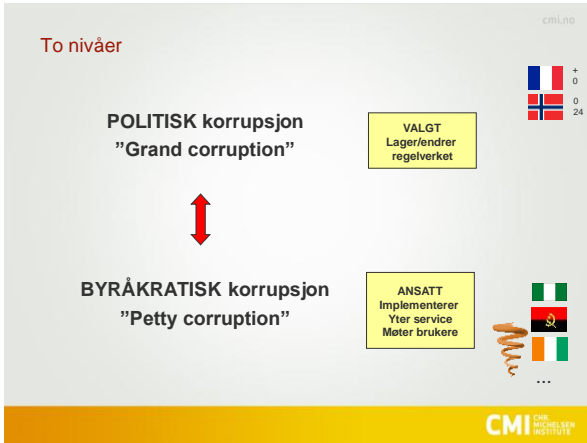 cmi.no
To nivåer
+
0
0
24
POLITISK korrupsjon
”Grand corruption”
VALGT
Lager/endrer
regelverket
BYRÅKRATISK korrupsjon
”Petty corruption”
ANSATT
Implementerer
Yter service
Møter brukere
...
CMI CHR.
MICHELSEN
INSTITUTE